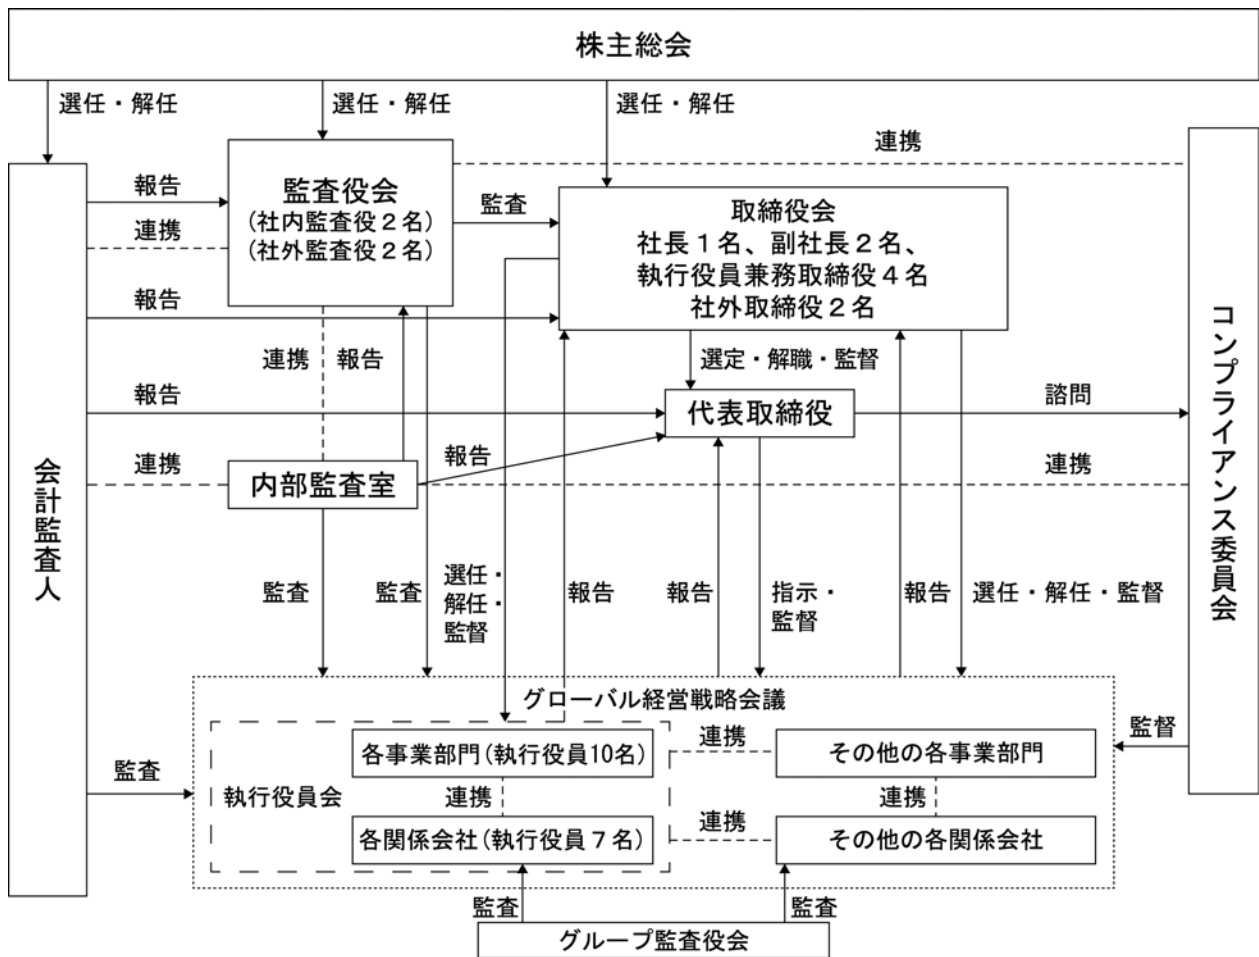 株主総会
選任・解任
選任・解任
選任・解任
連携
報告
監査役会
(社内監査役2名)
(社外監査役2名)
監査
取締役会
社長1名、副社長2名、
執行役員兼務取締役4名
社外取締役2名
連携
報告
連携
報告
選定・解職・監督
報告
代表取締役
諮問
連携
内部監査室
報告
連携
会計監査人
コンプライアンス委員会
監査
監査
選任・
解任・
監督
報告
報告
指示・
監督
報告
選任・解任・監督
グローバル経営戦略会議
監督
監査
執行役員会
各事業部門(執行役員10名)
連携
その他の各事業部門
連携
連携
各関係会社(執行役員7名)
連携
その他の各関係会社
監査
監査
グループ監査役会